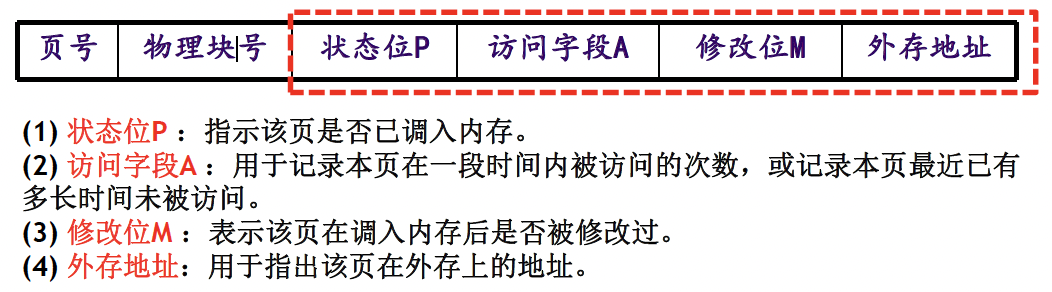 页号 物理块号 状态位P 访问字段A 修改位M 外存地址
(1) 状态位P ：指示该页是否已调入内存。
(2) 访问字段A ：用于记录本页在一段时间内被访问的次数，或记录本页最近已有
多长时间未被访问。
(3) 修改位M ：表示该页在调入内存后是否被修改过。
(4) 外存地址：用于指出该页在外存上的地址。